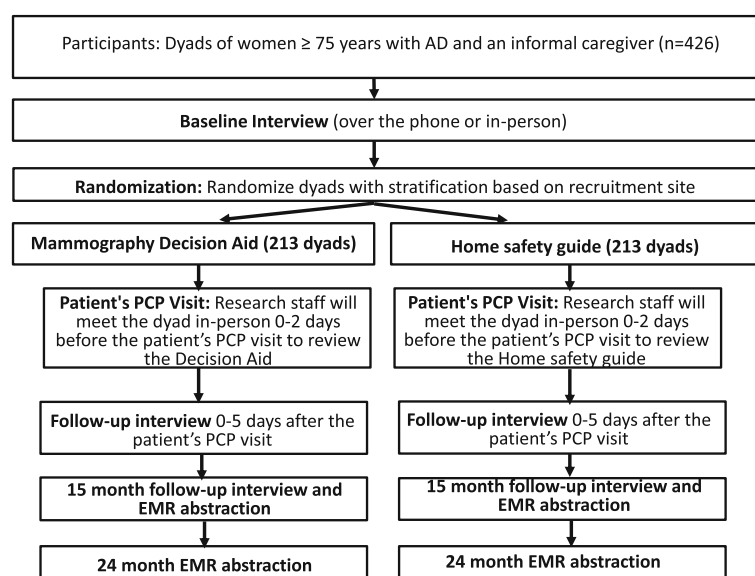 Participants: Dyads of women ≥ 75 years with AD and an informal caregiver (n=426)
Baseline Interview (over the phone or in-person)
Randomization: Randomize dyads with stratification based on recruitment site
Mammography Decision Aid (213 dyads)
Home safety guide (213 dyads)
Patient's PCP Visit: Research staff will
meet the dyad in-person 0-2 days
before the patient's PCP visit to review
the Decision Aid
Patient's PCP Visit: Research staff will
meet the dyad in-person 0-2 days
before the patient's PCP visit to review
the Home safety guide
Follow-up interview 0-5 days after the
patient's PCP visit
Follow-up interview 0-5 days after the
patient's PCP visit
15 month follow-up interview and
EMR abstraction
15 month follow-up interview and
EMR abstraction
24 month EMR abstraction
24 month EMR abstraction